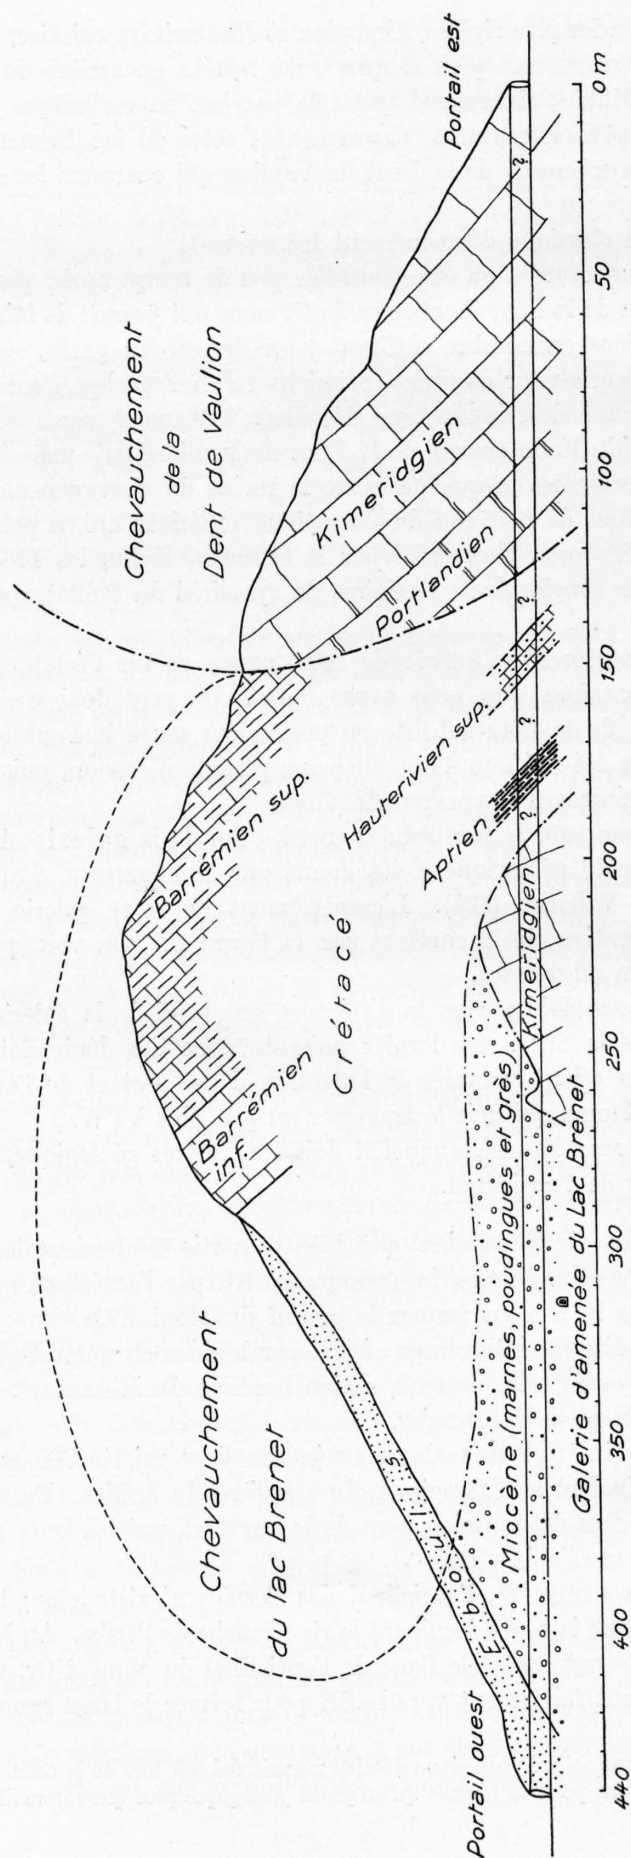 Chevauchement
de la
Dent de Vaulion
Chevauchement
du lac Brenet
Portail ouest
Portail est
Eboulis
Barrémien
inf.
Barrémien sup.
Crétacé
Kimeridgien
Portlandien
Hauterivien sup.
Aptien
Miocène (marnes, poudingues et grès)
Kimeridgien ? ? ? ?
Galerie d'amenée du Lac Brenet
440 400 350 300 250 200 150 100 50 0 m